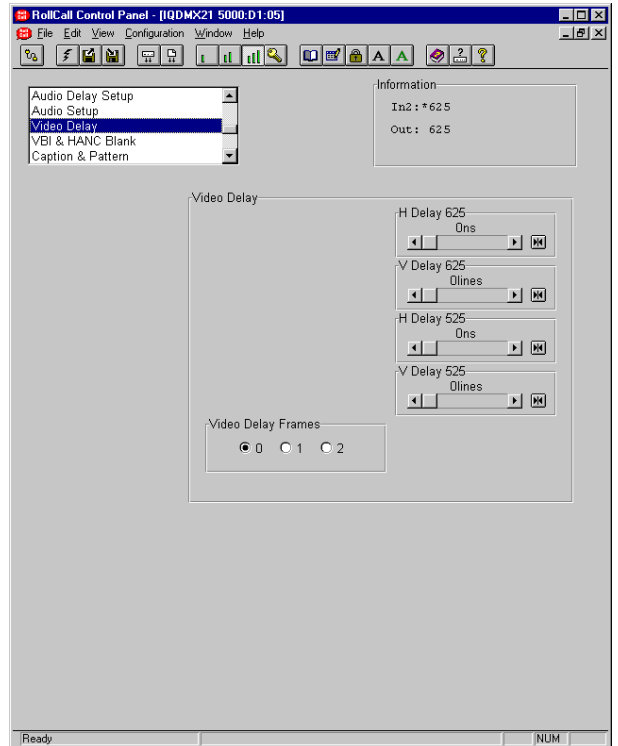 RollCall Control Panel - [IQDMX21 5000:D1:05]
File Edit View Configuration Window Help
A A ? ?
Audio Delay Setup
Audio Setup
Video Delay
VBI & HANC Blank
Caption & Pattern
Information
In2:*625
Out: 625
Video Delay
H Delay 625
0ns
V Delay 625
0lines
H Delay 525
0ns
V Delay 525
0lines
Video Delay Frames
0 1 2
Ready NUM